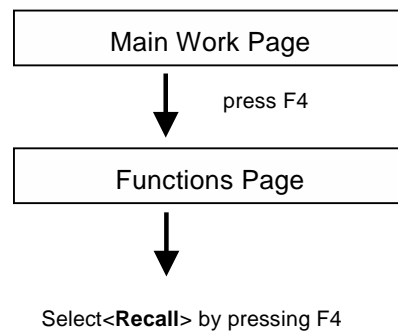 Main Work Page
press F4
Functions Page
Select<Recall> by pressing F4